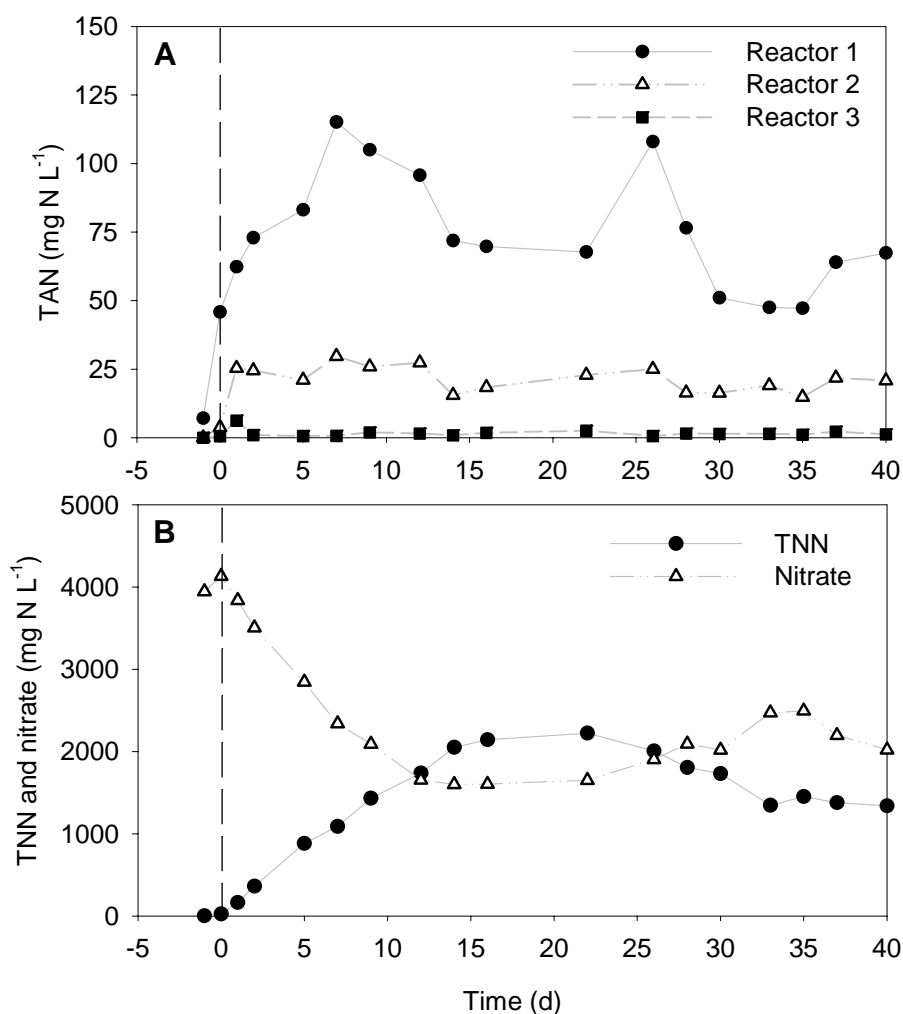 A
Reactor 1
Reactor 2
Reactor 3
TAN (mg N L⁻¹)
150
125
100
75
50
25
0
-5 0 5 10 15 20 25 30 35 40
B
TNN
Nitrate
TNN and nitrate (mg N L⁻¹)
5000
4000
3000
2000
1000
0
-5 0 5 10 15 20 25 30 35 40
Time (d)